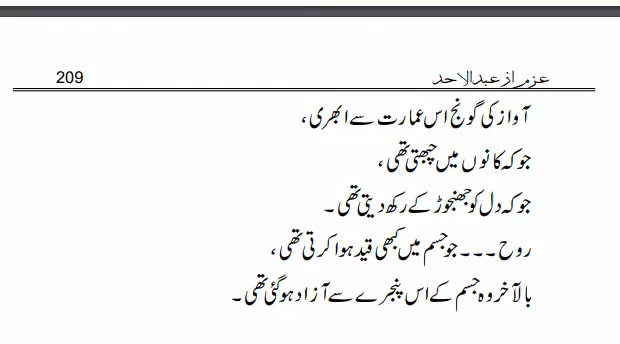 عزم از عبدالاحد 209
آواز کی گونج اس عمارت سے ابھری ،
جو کہ کانوں میں چبھتی تھی ،
جو کہ دل کو جھنجوڑ کے رکھ دیتی تھی ۔
روح ۔۔۔ جو جسم میں کبھی قید ہوا کرتی تھی ،
بالآخر وہ جسم کے اس پنجرے سے آزاد ہو گئی تھی ۔